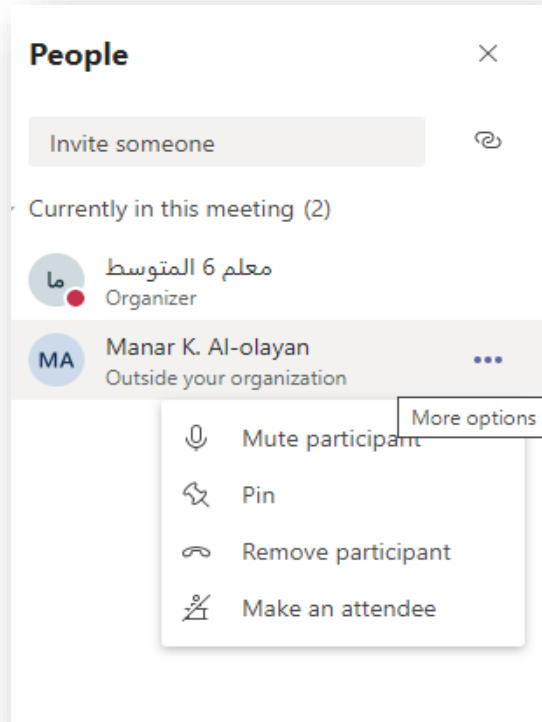 People
Invite someone
Currently in this meeting (2)
ما
معلم 6 المتوسط
Organizer
MA
Manar K. Al-olayan
Outside your organization
More options
Mute participant
Pin
Remove participant
Make an attendee